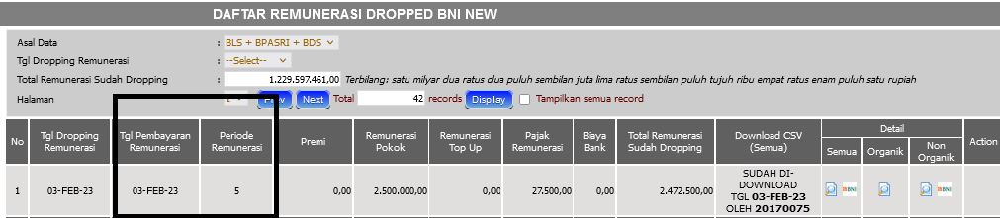 DAFTAR REMUNERASI DROPPED BNI NEW
Asal Data : BLS + BPASRI + BDS
Tgl Dropping Remunerasi : --Select--
Total Remunerasi Sudah Dropping : 1.229.597.461,00 Terbilang: satu milyar dua ratus dua puluh sembilan juta lima ratus sembilan puluh tujuh ribu empat ratus enam puluh satu rupiah
Halaman Prev Next Total 42 records Display Tampilkan semua record
No Tgl Dropping Remunerasi Tgl Pembayaran Remunerasi Periode Remunerasi Premi Remunerasi Pokok Remunerasi Top Up Pajak Remunerasi Biaya Bank Total Remunerasi Sudah Dropping Download CSV (Semua) Detail Action
Semua Organik Non Organik
1 03-FEB-23 03-FEB-23 5 0,00 2.500.000,00 0,00 27.500,00 0,00 2.472.500,00 SUDAH DI-
DOWNLOAD
TGL 03-FEB-23
OLEH 20170075